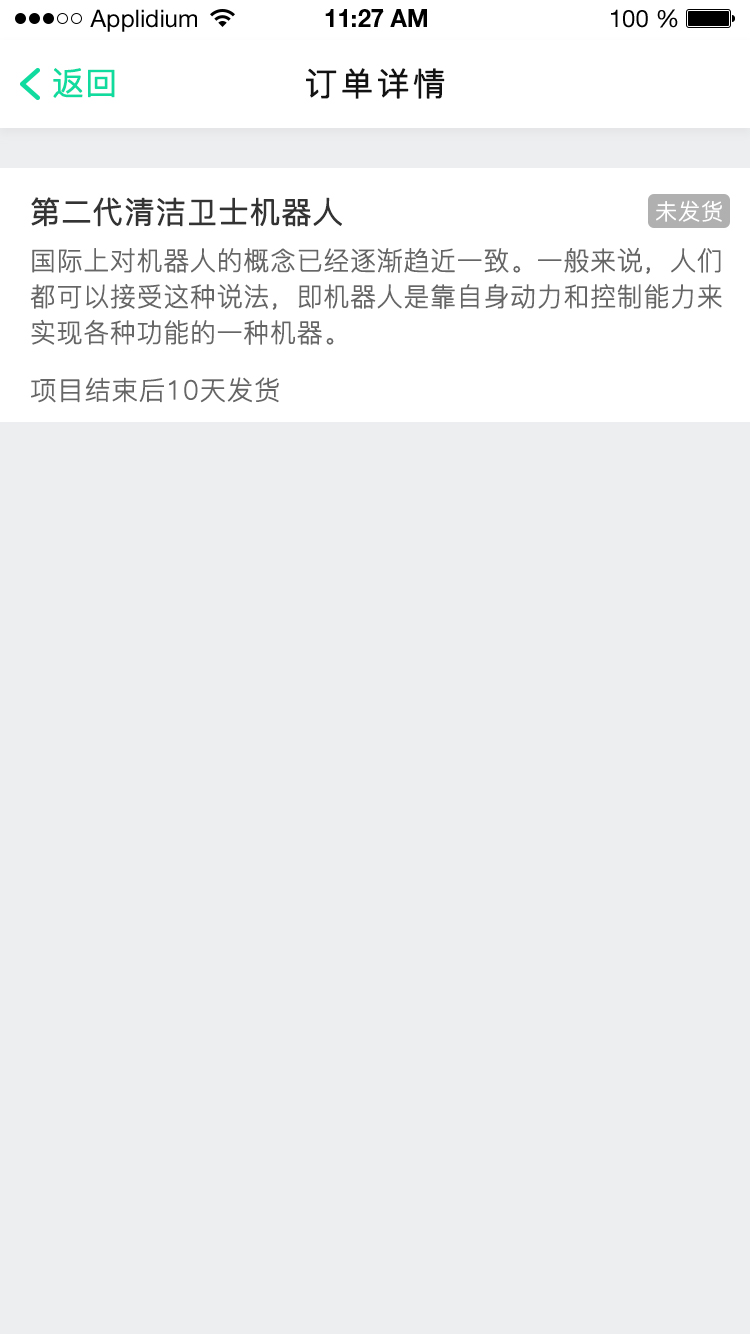 Applidium 11:27 AM 100 %
返回 订单详情
第二代清洁卫士机器人 未发货
国际上对机器人的概念已经逐渐趋近一致。一般来说，人们
都可以接受这种说法，即机器人是靠自身动力和控制能力来
实现各种功能的一种机器。
项目结束后10天发货